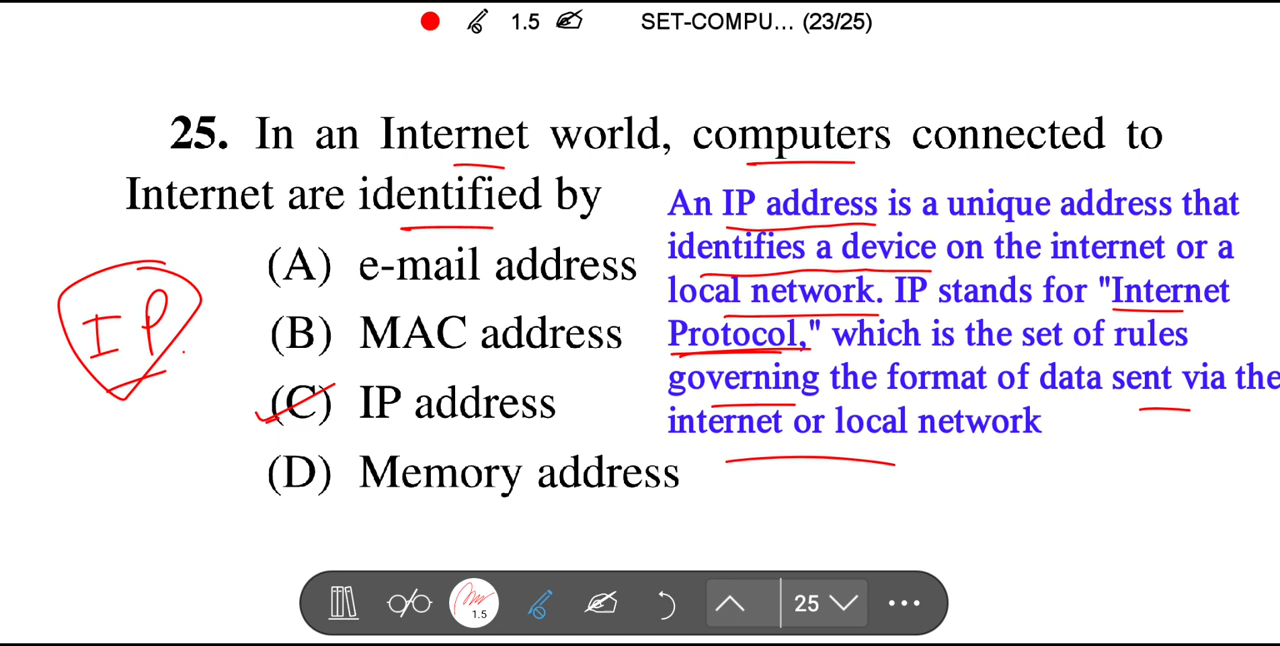 1.5 SET-COMPU... (23/25)
25. In an Internet world, computers connected to
Internet are identified by
(A) e-mail address
(B) MAC address
(C) IP address
(D) Memory address
An IP address is a unique address that
identifies a device on the internet or a
local network. IP stands for "Internet
Protocol," which is the set of rules
governing the format of data sent via the
internet or local network
IP
1.5
25